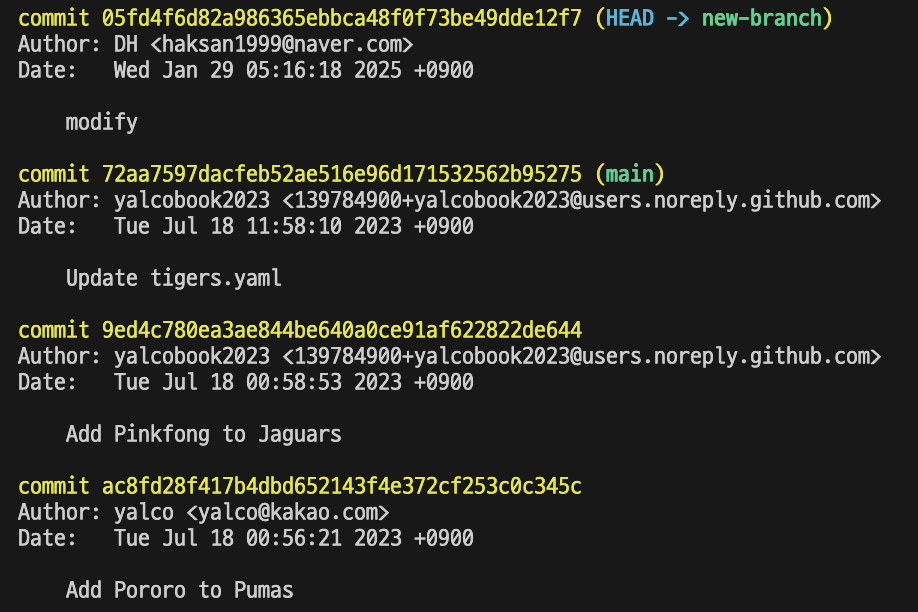 commit 05fd4f6d82a986365ebbca48f0f73be49dde12f7 (HEAD -> new-branch)
Author: DH <haksan1999@naver.com>
Date:   Wed Jan 29 05:16:18 2025 +0900
modify
commit 72aa7597dacfeb52ae516e96d171532562b95275 (main)
Author: yalcobook2023 <139784900+yalcobook2023@users.noreply.github.com>
Date:   Tue Jul 18 11:58:10 2023 +0900
Update tigers.yaml
commit 9ed4c780ea3ae844be640a0ce91af622822de644
Author: yalcobook2023 <139784900+yalcobook2023@users.noreply.github.com>
Date:   Tue Jul 18 00:58:53 2023 +0900
Add Pinkfong to Jaguars
commit ac8fd28f417b4dbd652143f4e372cf253c0c345c
Author: yalco <yalco@kakao.com>
Date:   Tue Jul 18 00:56:21 2023 +0900
Add Pororo to Pumas